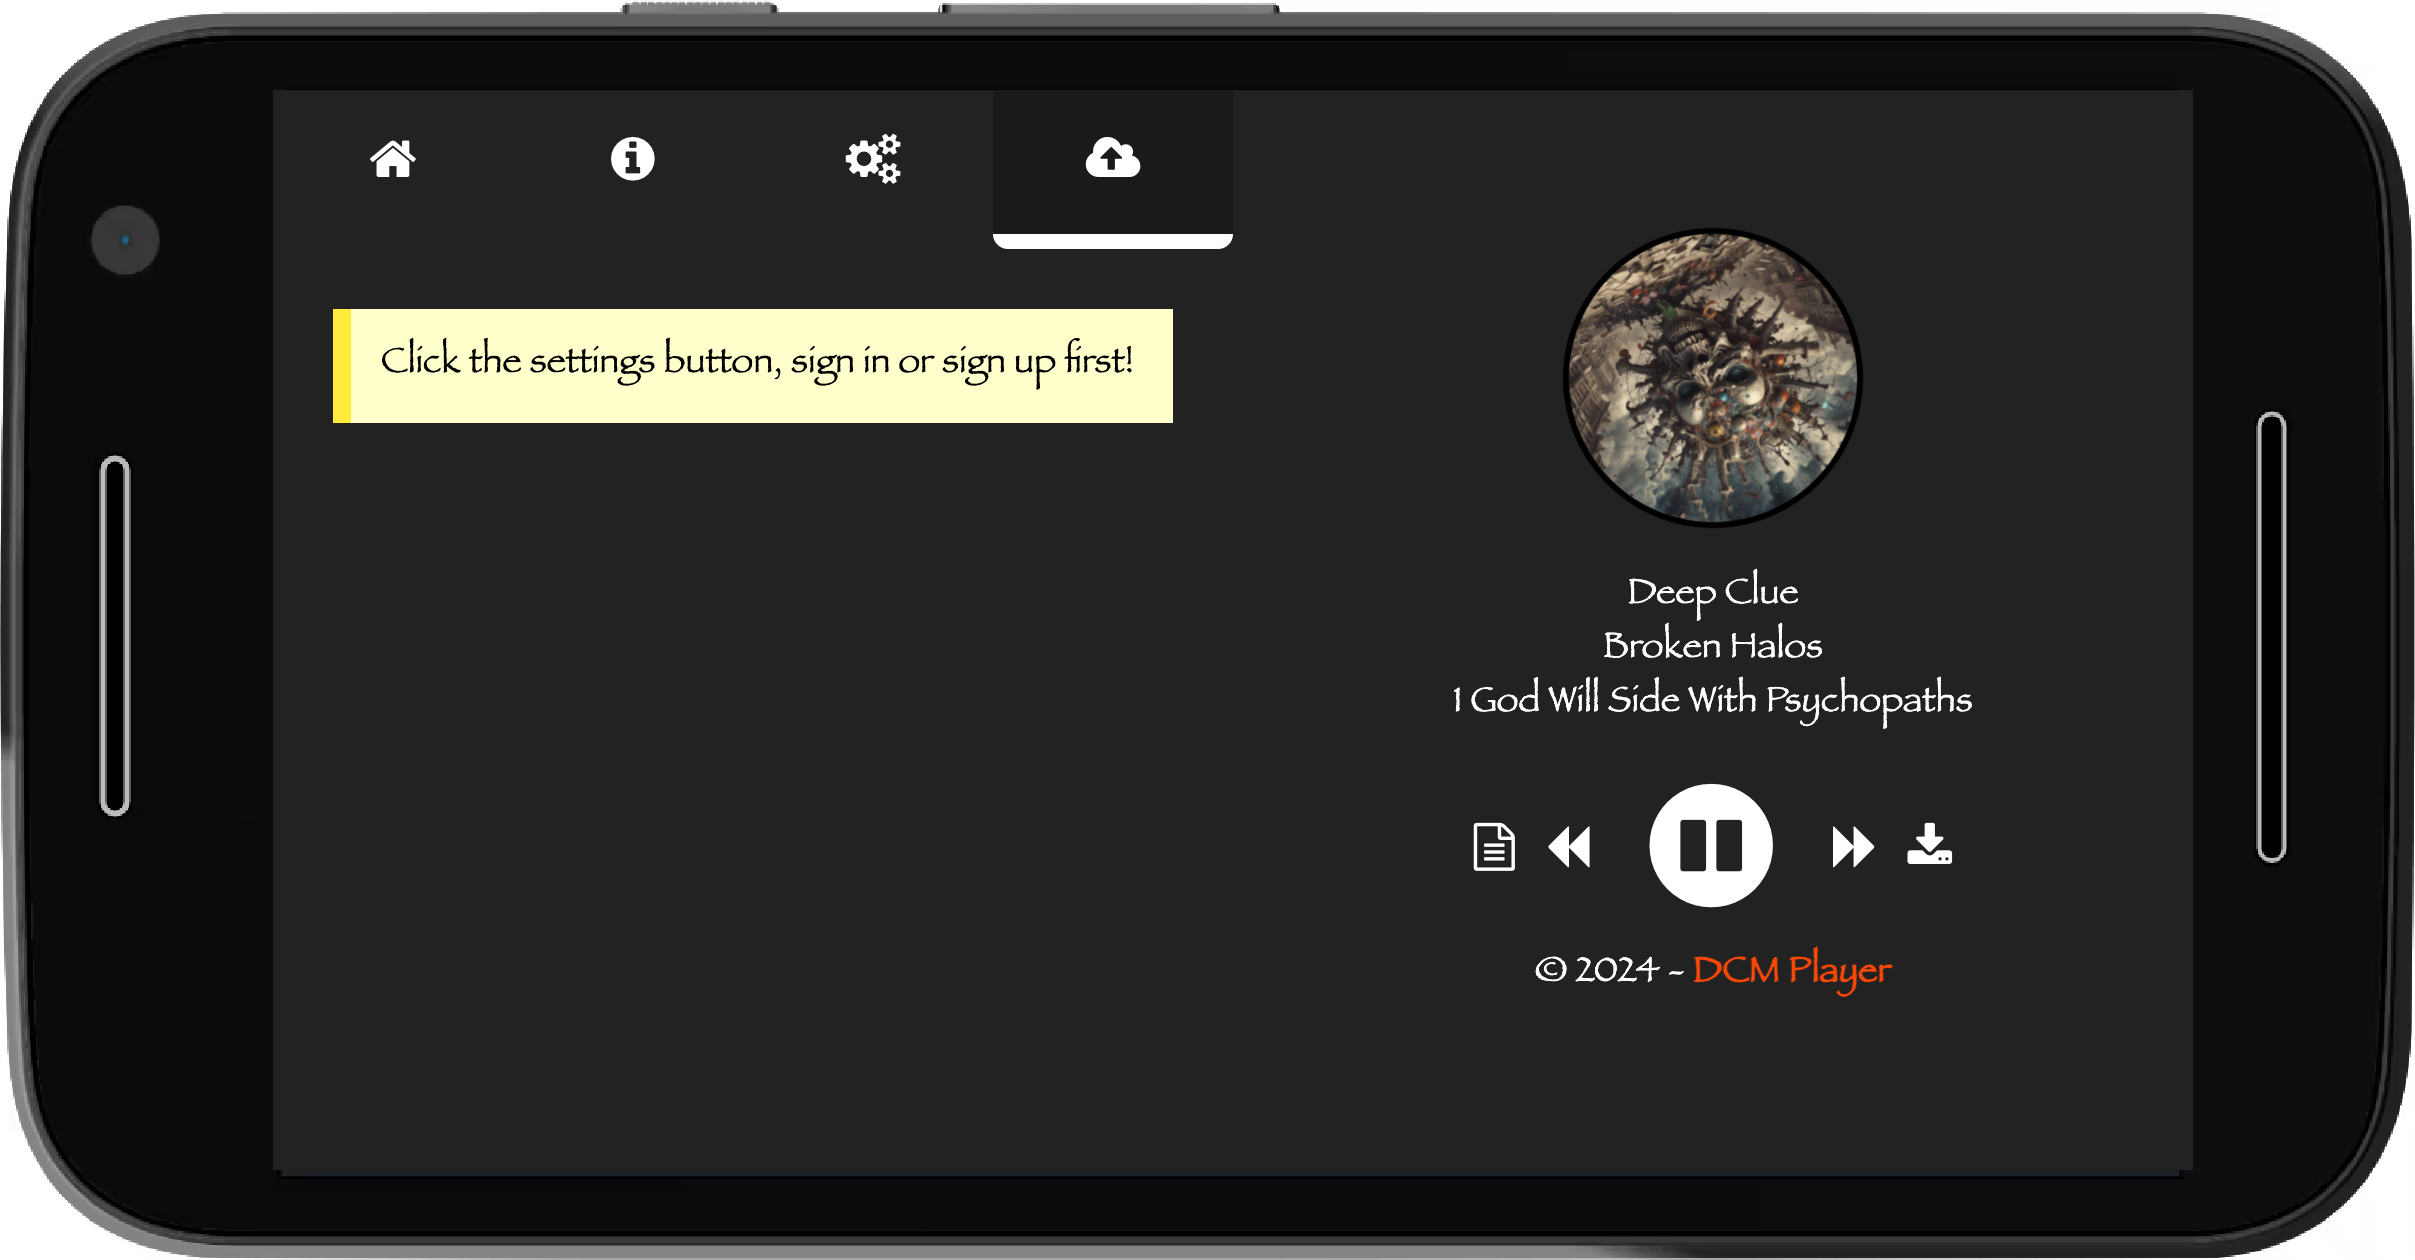 Click the settings button, sign in or sign up first!
Deep Clue
Broken Halos
1 God Will Side With Psychopaths
© 2024 - DCM Player